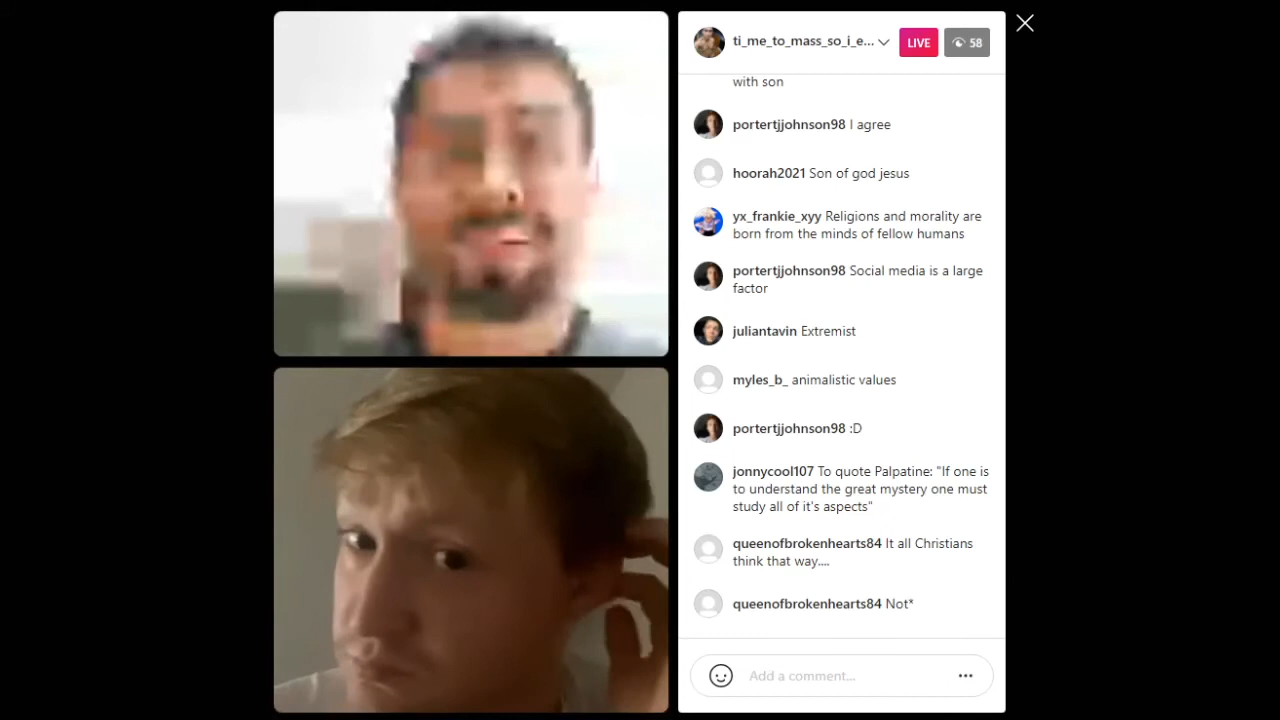 ti_me_to_mass_so_i_e...
LIVE
58
with son
portertjjohnson98 I agree
hoorah2021 Son of god jesus
yx_frankie_xyy Religions and morality are
born from the minds of fellow humans
portertjjohnson98 Social media is a large
factor
juliantavin Extremist
myles_b_ animalistic values
portertjjohnson98 :D
jonnycool107 To quote Palpatine: "If one is
to understand the great mystery one must
study all of it's aspects"
queenofbrokenhearts84 It all Christians
think that way....
queenofbrokenhearts84 Not*
Add a comment...